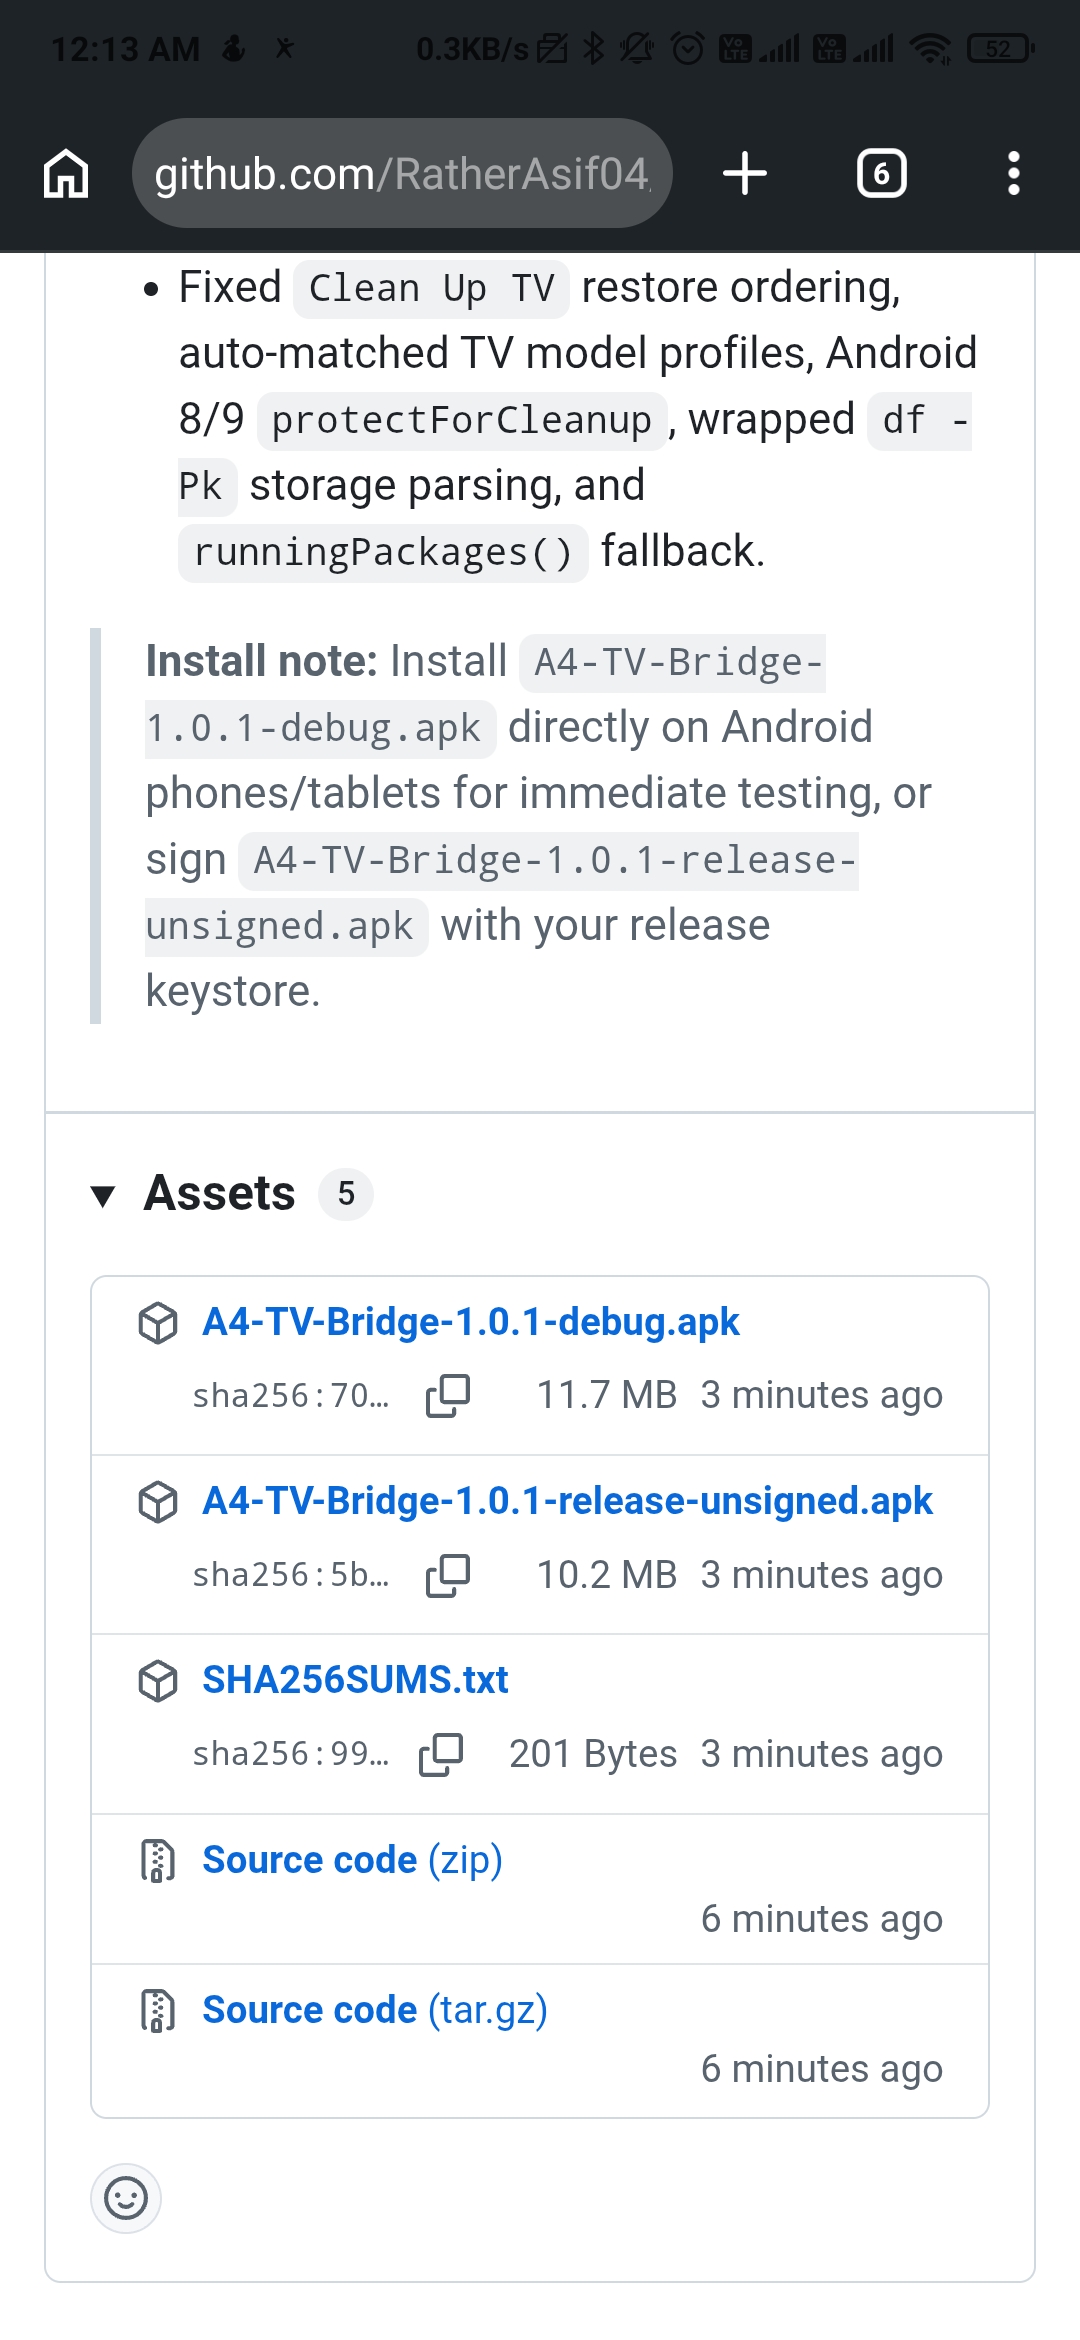 12:13 AM 0.3KB/s Vo LTE Vo LTE 52
github.com/RatherAsif04
6
• Fixed Clean Up TV restore ordering,
auto-matched TV model profiles, Android
8/9 protectForCleanup, wrapped df -
Pk storage parsing, and
runningPackages() fallback.
Install note: Install A4-TV-Bridge-
1.0.1-debug.apk directly on Android
phones/tablets for immediate testing, or
sign A4-TV-Bridge-1.0.1-release-
unsigned.apk with your release
keystore.
Assets 5
A4-TV-Bridge-1.0.1-debug.apk
sha256:70… 11.7 MB 3 minutes ago
A4-TV-Bridge-1.0.1-release-unsigned.apk
sha256:5b… 10.2 MB 3 minutes ago
SHA256SUMS.txt
sha256:99… 201 Bytes 3 minutes ago
Source code (zip)
6 minutes ago
Source code (tar.gz)
6 minutes ago